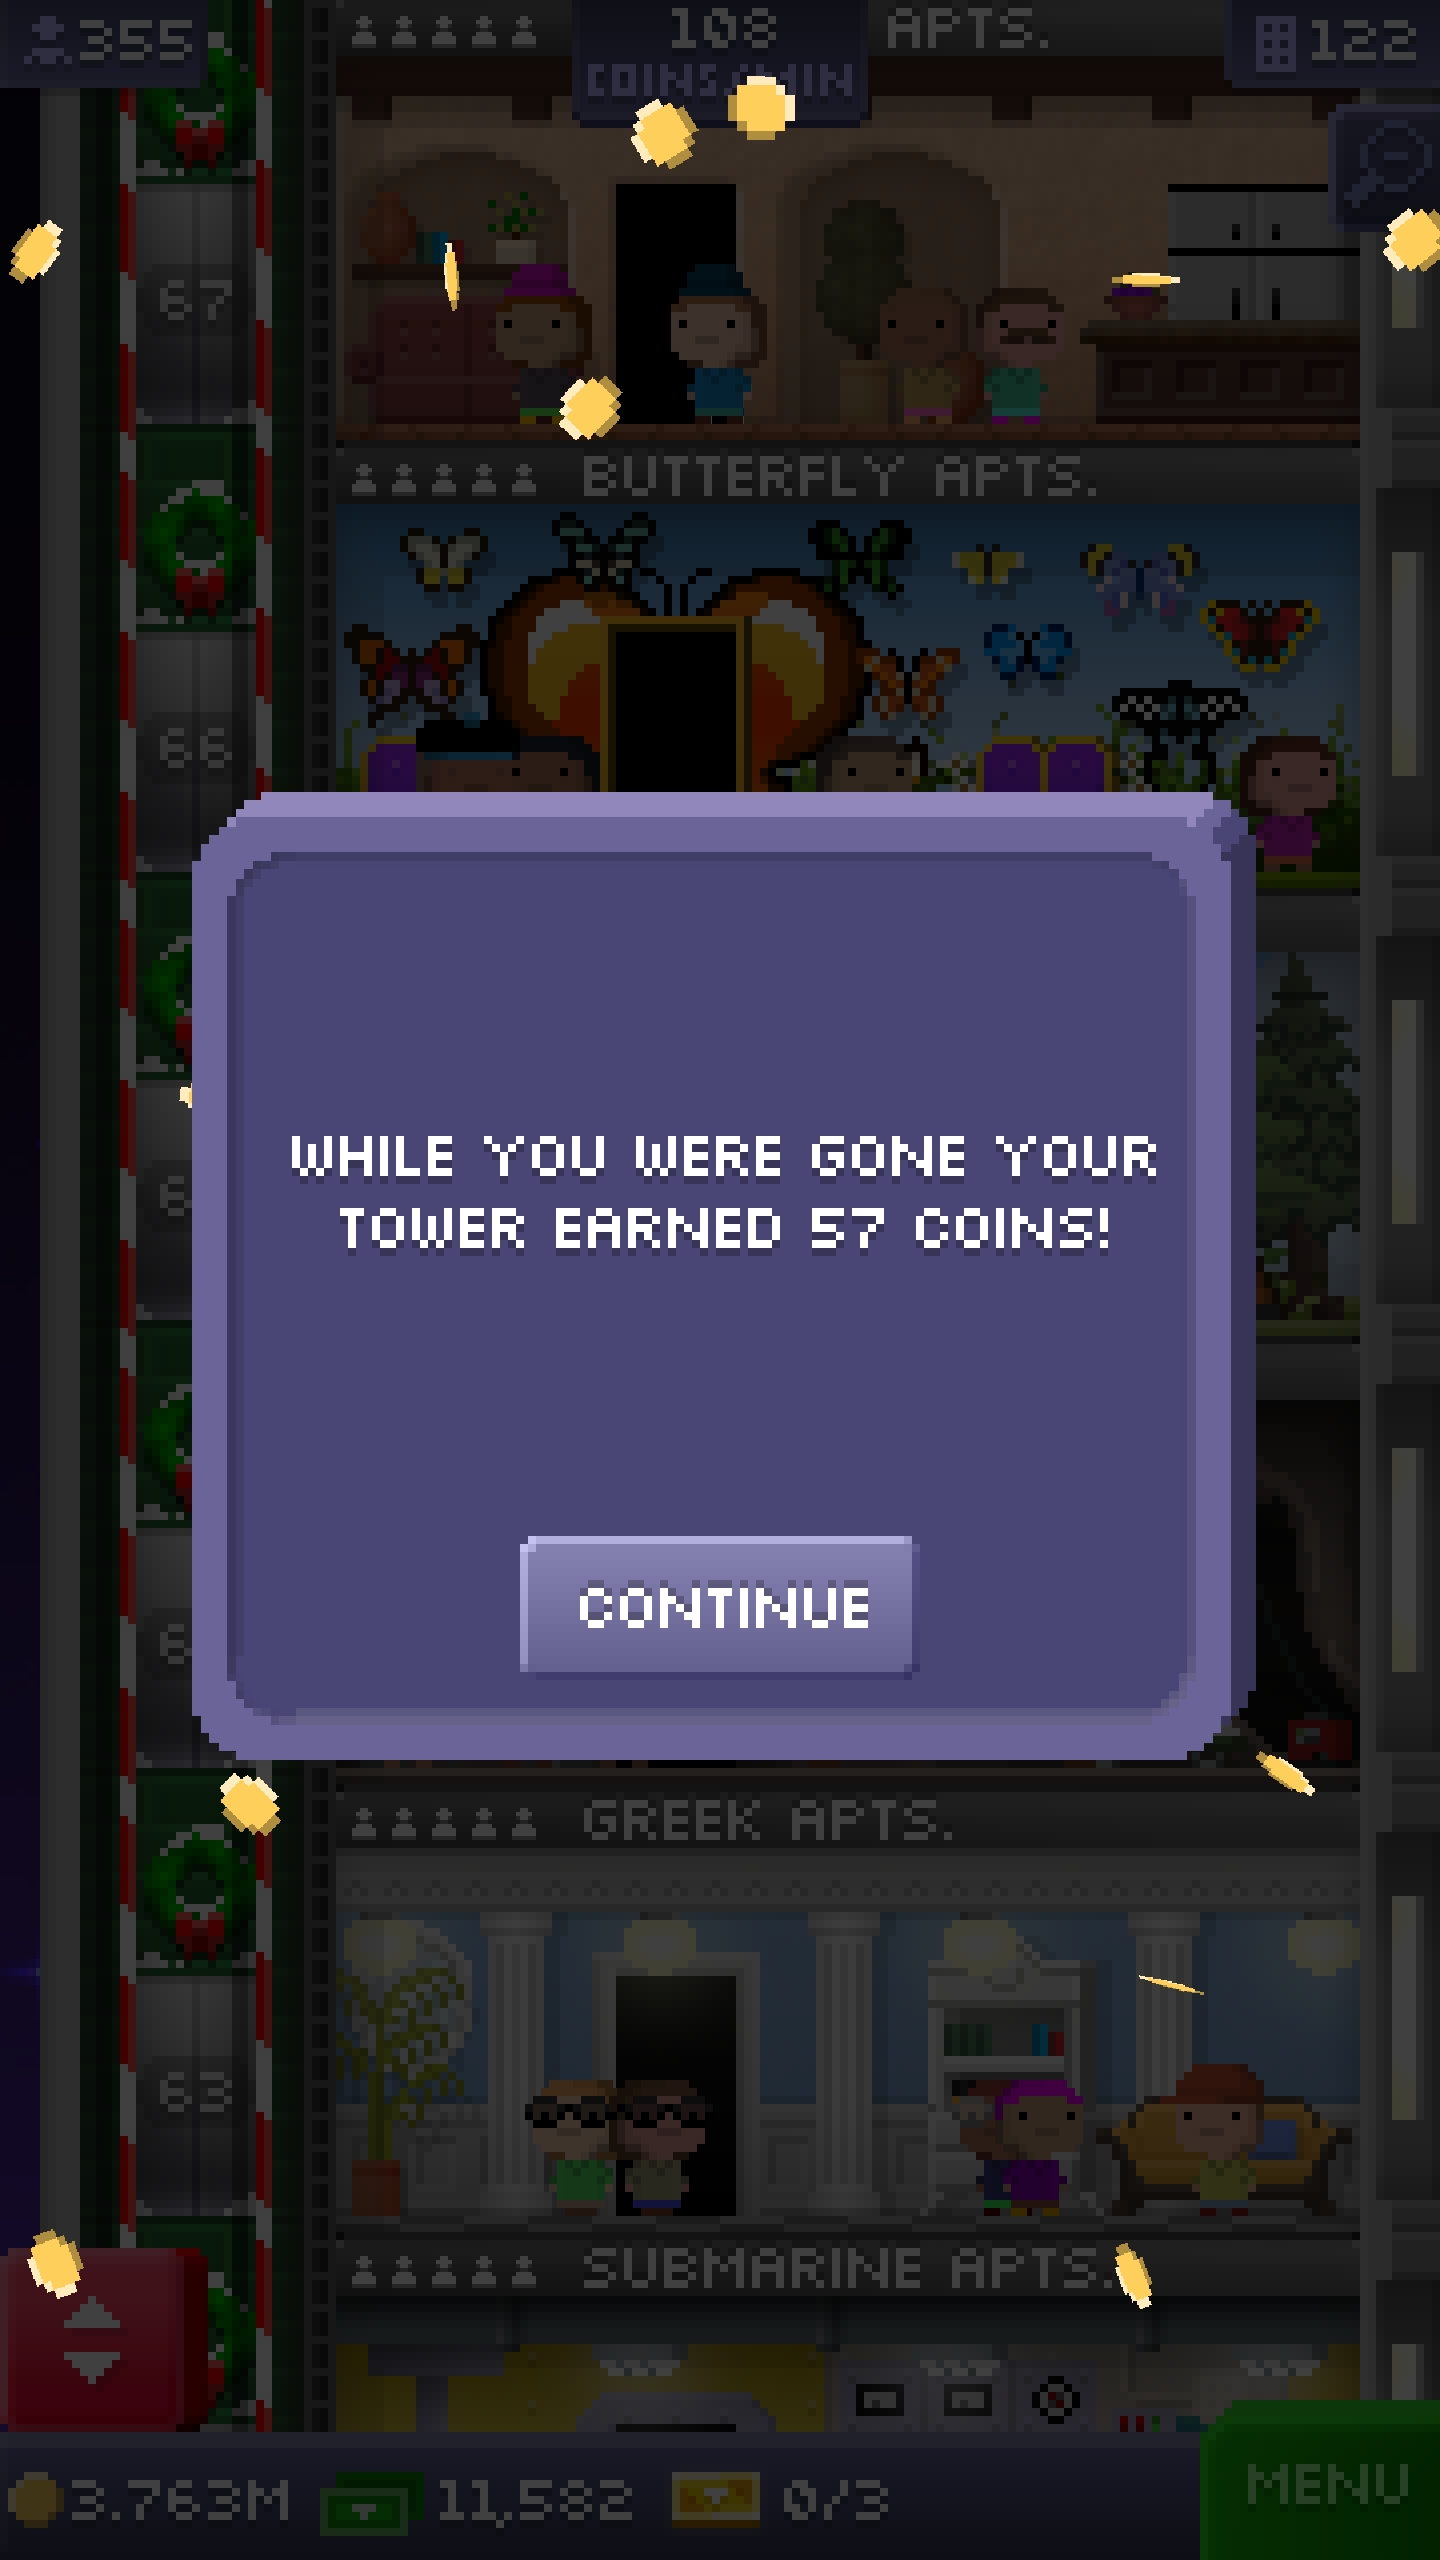 355
108
APTS.
122
COINS/MIN
67
BUTTERFLY APTS.
66
WHILE YOU WERE GONE YOUR
TOWER EARNED 57 COINS!
CONTINUE
GREEK APTS.
63
SUBMARINE APTS.
3.763M
11,582
0/3
MENU